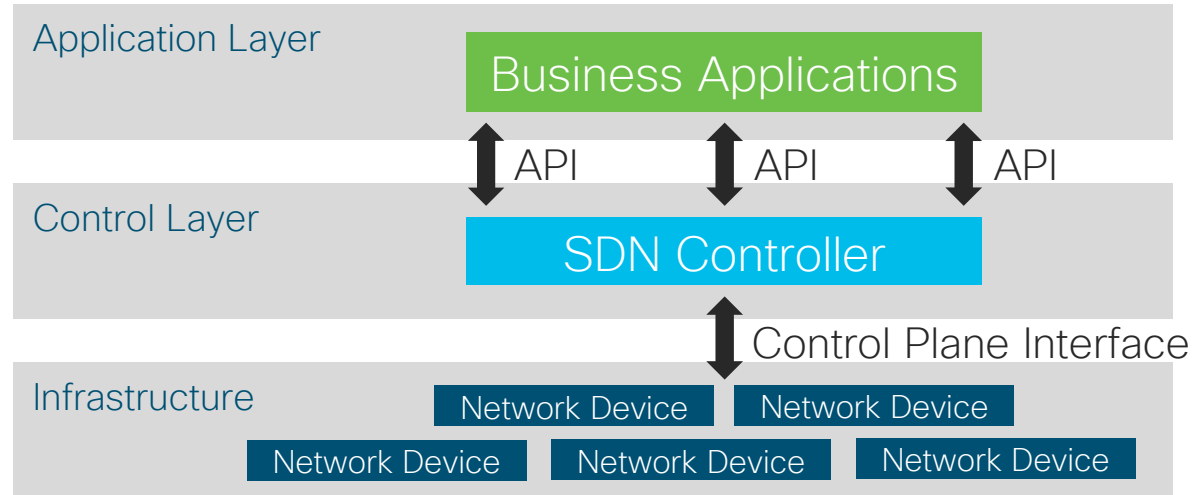 Application Layer
Business Applications
API
API
API
Control Layer
SDN Controller
Control Plane Interface
Infrastructure
Network Device
Network Device
Network Device
Network Device
Network Device